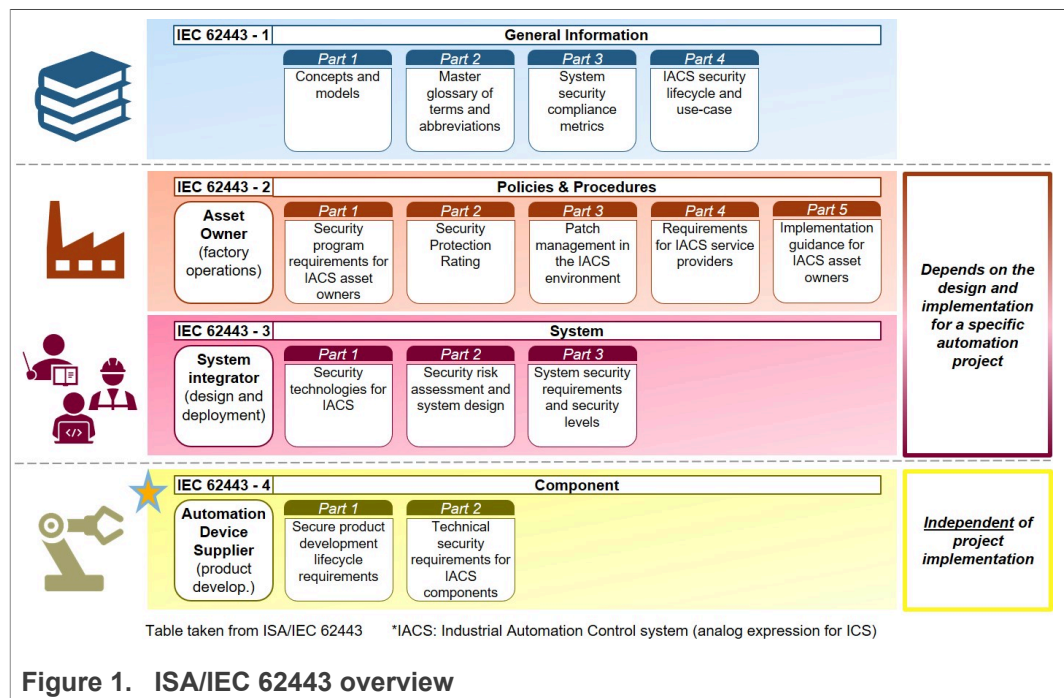 IEC 62443 - 1
General Information
Part 1
Concepts and
models
Part 2
Master
glossary of
terms and
abbreviations
Part 3
System
security
compliance
metrics
Part 4
IACS security
lifecycle and
use-case
IEC 62443 - 2
Policies & Procedures
Asset
Owner
(factory
operations)
Part 1
Security
program
requirements for
IACS asset
owners
Part 2
Security
Protection
Rating
Part 3
Patch
management in
the IACS
environment
Part 4
Requirements
for IACS service
providers
Part 5
Implementation
guidance for
IACS asset
owners
IEC 62443 - 3
System
System
integrator
(design and
deployment)
Part 1
Security
technologies for
IACS
Part 2
Security risk
assessment and
system design
Part 3
System security
requirements
and security
levels
Depends on the
design and
implementation
for a specific
automation
project
</>
IEC 62443 - 4
Component
Automation
Device
Supplier
(product
develop.)
Part 1
Secure product
development
lifecycle
requirements
Part 2
Technical
security
requirements for
IACS
components
Independent of
project
implementation
Table taken from ISA/IEC 62443 *IACS: Industrial Automation Control system (analog expression for ICS)
Figure 1. ISA/IEC 62443 overview